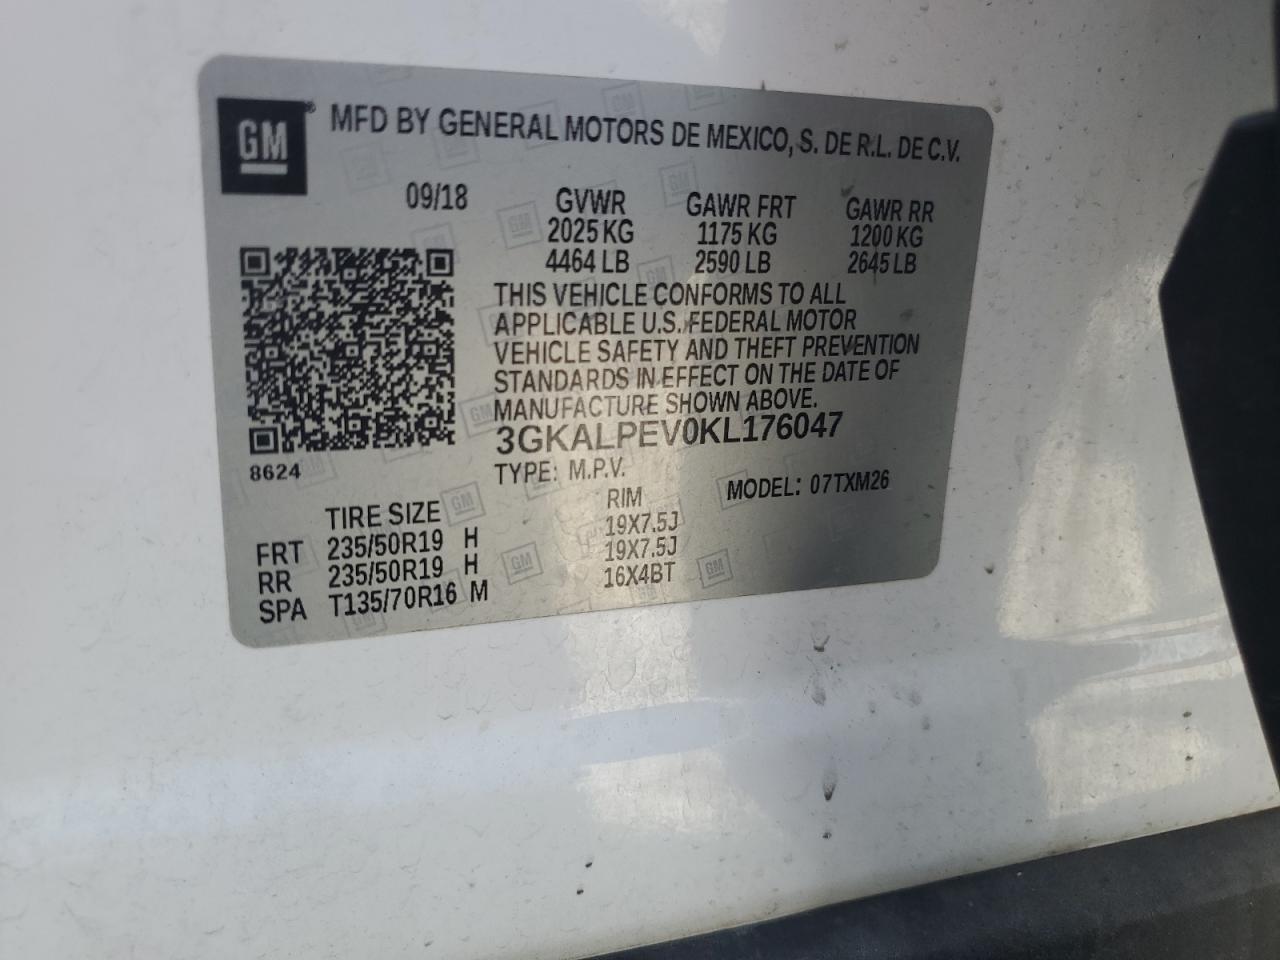 GM® MFD BY GENERAL MOTORS DE MEXICO, S. DE R.L. DE C.V.
09/18 GVWR GAWR FRT GAWR RR
2025 KG 1175 KG 1200 KG
4464 LB 2590 LB 2645 LB
THIS VEHICLE CONFORMS TO ALL
APPLICABLE U.S. FEDERAL MOTOR
VEHICLE SAFETY AND THEFT PREVENTION
STANDARDS IN EFFECT ON THE DATE OF
MANUFACTURE SHOWN ABOVE.
3GKALPEV0KL176047
8624 TYPE: M.P.V. MODEL: 07TXM26
TIRE SIZE RIM
FRT 235/50R19 H 19X7.5J
RR 235/50R19 H 19X7.5J
SPA T135/70R16 M 16X4BT